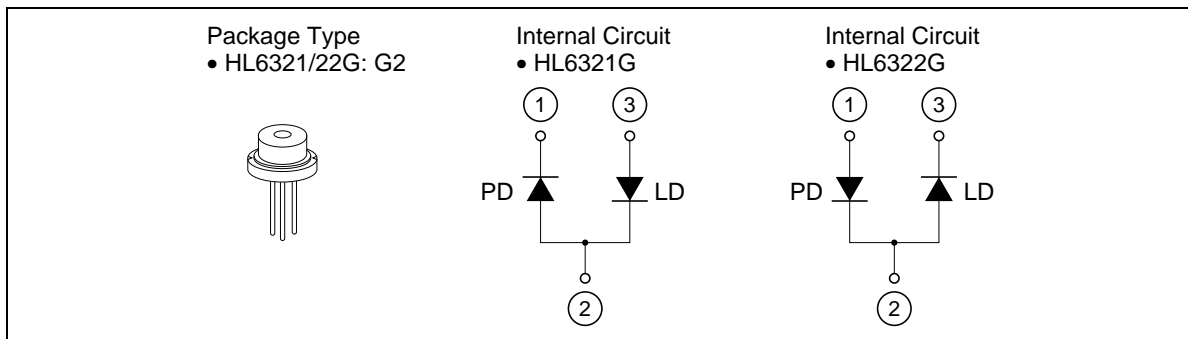 Package Type
• HL6321/22G: G2
Internal Circuit
• HL6321G
1
3
PD
LD
2
Internal Circuit
• HL6322G
1
3
PD
LD
2